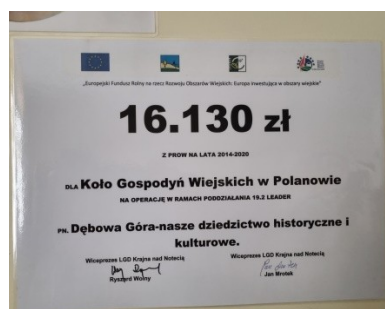 „Europejski Fundusz Rolny na rzecz Rozwoju Obszarów Wiejskich: Europa inwestująca w obszary wiejskie”
16.130 zł
Z PROW NA LATA 2014-2020
DLA Koło Gospodyń Wiejskich w Polanowie
NA OPERACJĘ W RAMACH PODDZIAŁANIA 19.2 LEADER
PN. Dębowa Góra-nasze dziedzictwo historyczne i
kulturowe.
Wiceprezes LGD Krajna nad Notecią
Ryszard Wolny
Wiceprezes LGD Krajna nad Notecią
Jan Mrotek